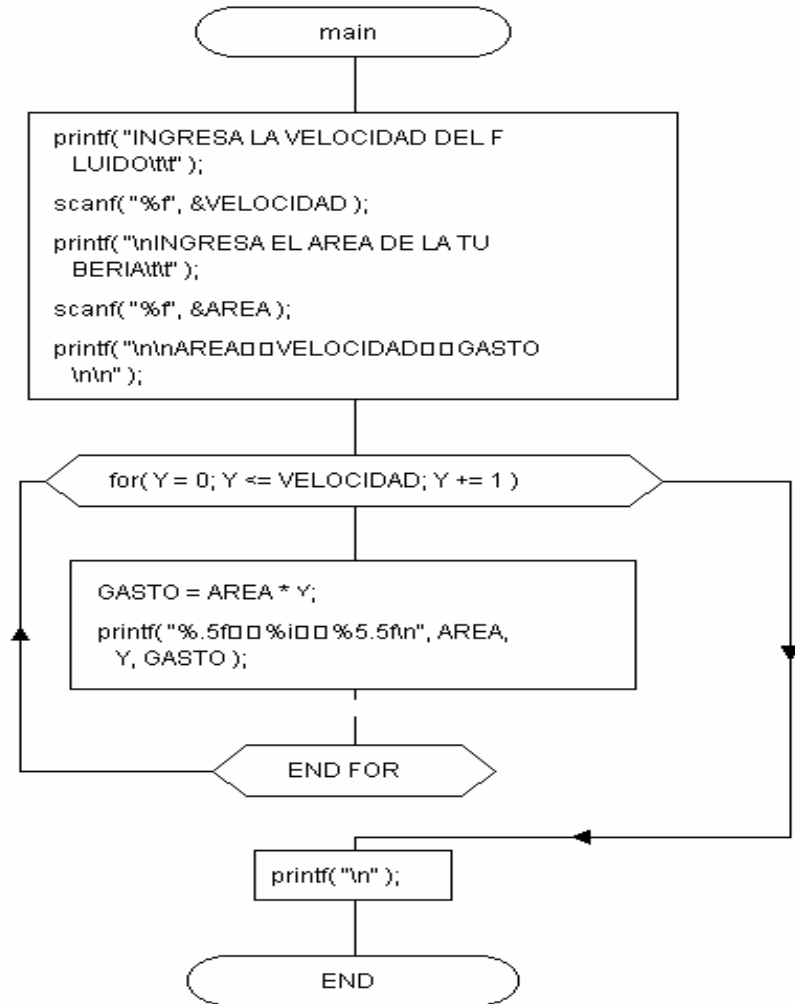 main
printf( "INGRESA LA VELOCIDAD DEL F
LUIDO\t\t" );
scanf( "%f", &VELOCIDAD );
printf( "\nINGRESA EL AREA DE LA TU
BERIA\t\t" );
scanf( "%f", &AREA );
printf( "\n\nAREA□□VELOCIDAD□□GASTO
\n\n" );
for( Y = 0; Y <= VELOCIDAD; Y += 1 )
GASTO = AREA * Y;
printf( "%.5f□□%i□□%5.5f\n", AREA,
Y, GASTO );
END FOR
printf( "\n" );
END